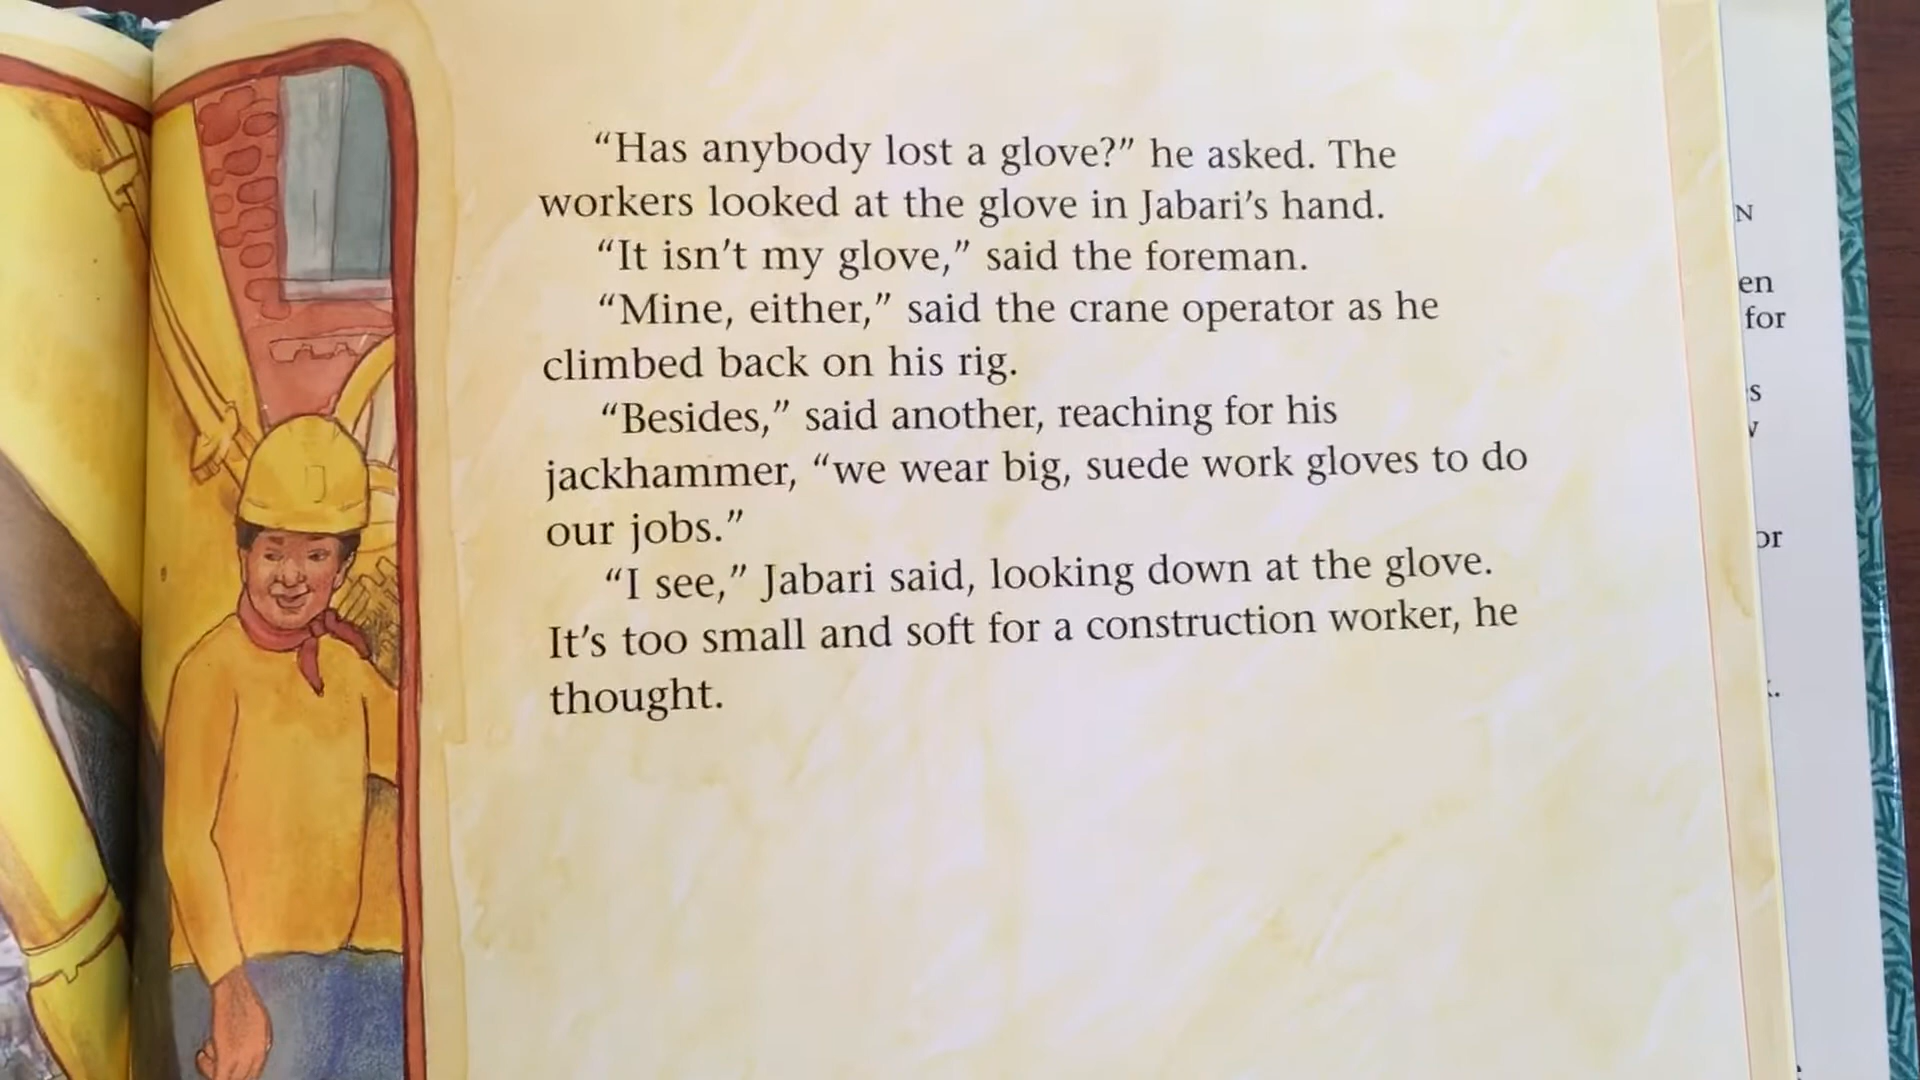 “Has anybody lost a glove?” he asked. The
workers looked at the glove in Jabari’s hand.
“It isn’t my glove,” said the foreman.
“Mine, either,” said the crane operator as he
climbed back on his rig.
“Besides,” said another, reaching for his
jackhammer, “we wear big, suede work gloves to do
our jobs.”
“I see,” Jabari said, looking down at the glove.
It’s too small and soft for a construction worker, he
thought.
N
en
for
s
or